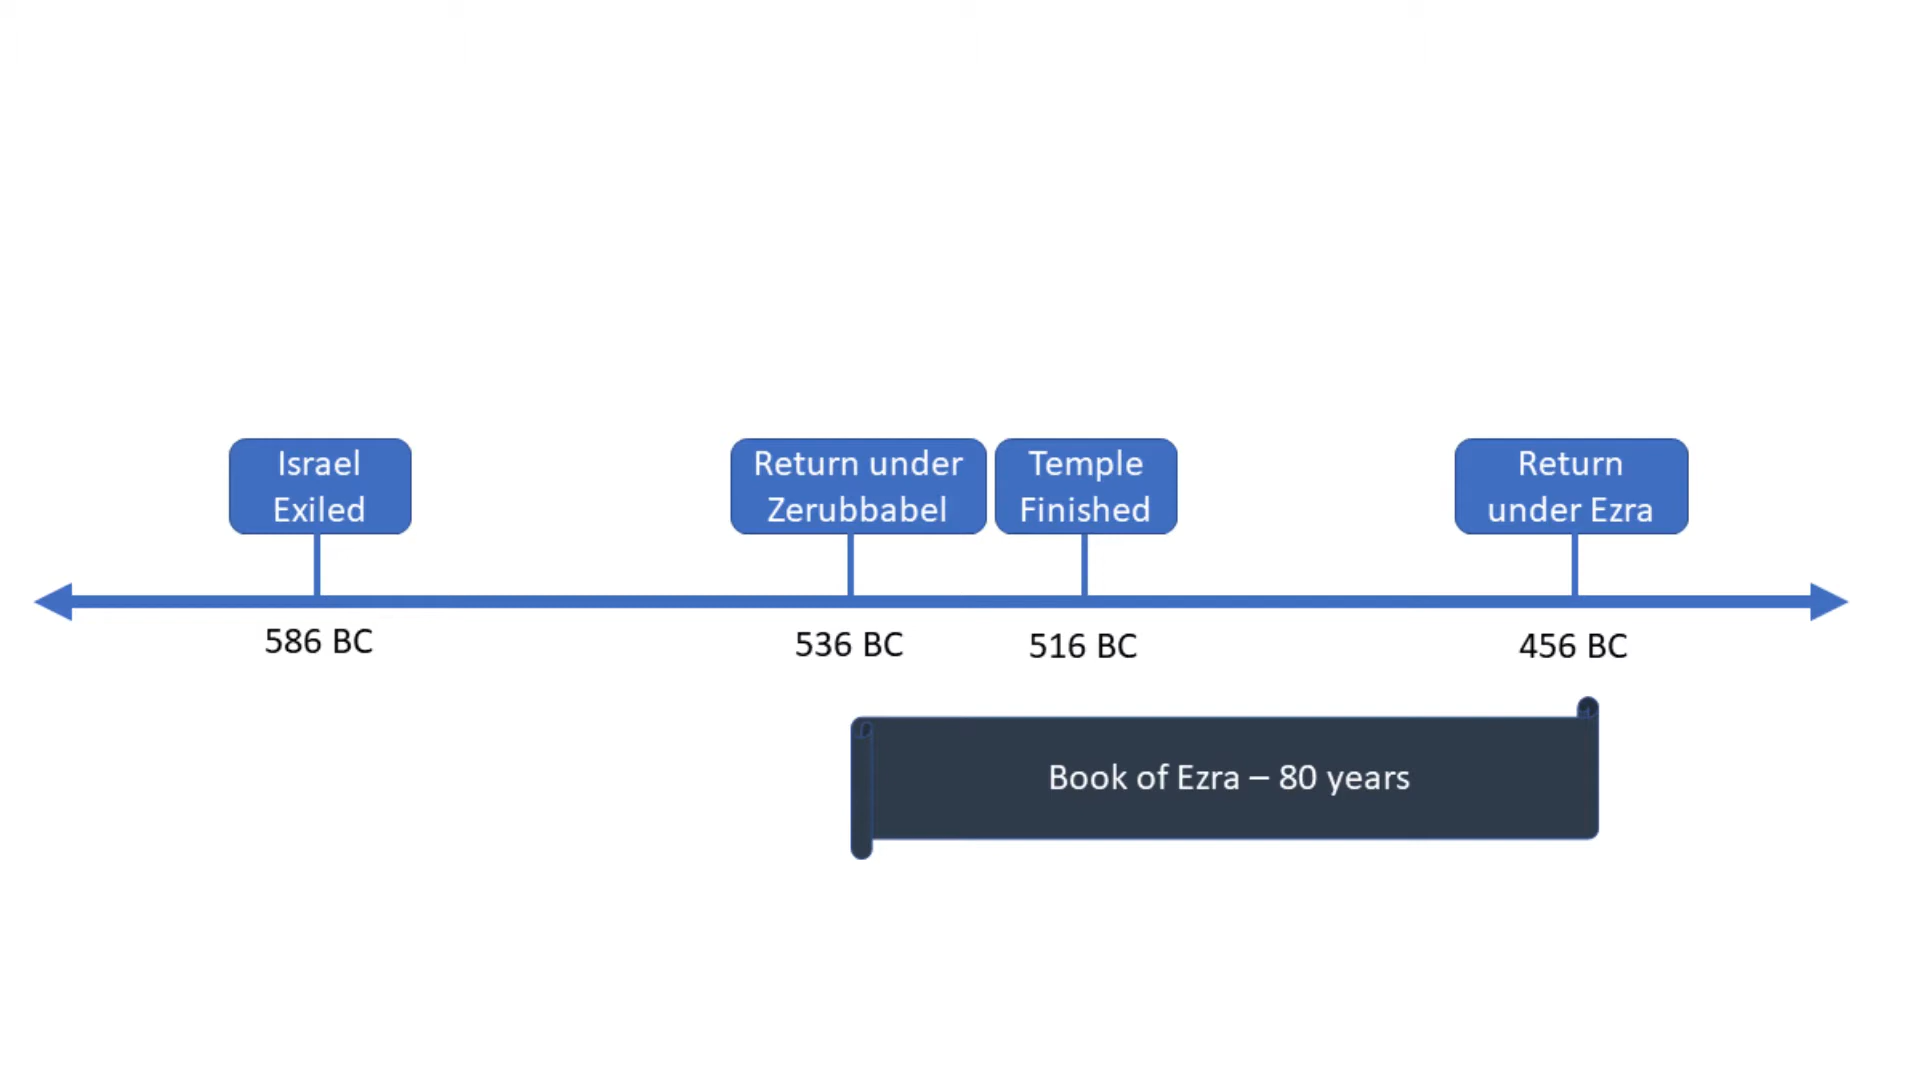 Israel
Exiled
Return under
Zerubbabel
Temple
Finished
Return
under Ezra
586 BC
536 BC
516 BC
456 BC
Book of Ezra – 80 years